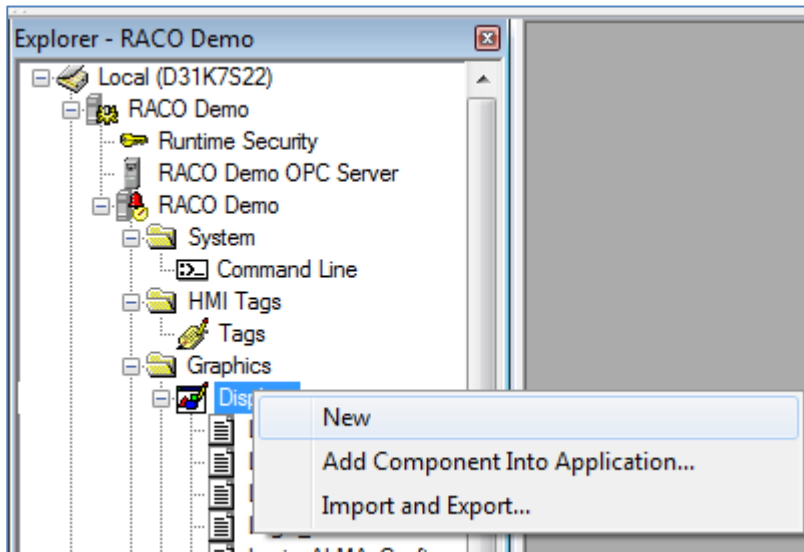 Explorer - RACO Demo
Local (D31K7S22)
RACO Demo
Runtime Security
RACO Demo OPC Server
RACO Demo
System
Command Line
HMI Tags
Tags
Graphics
New
Add Component Into Application...
Import and Export...